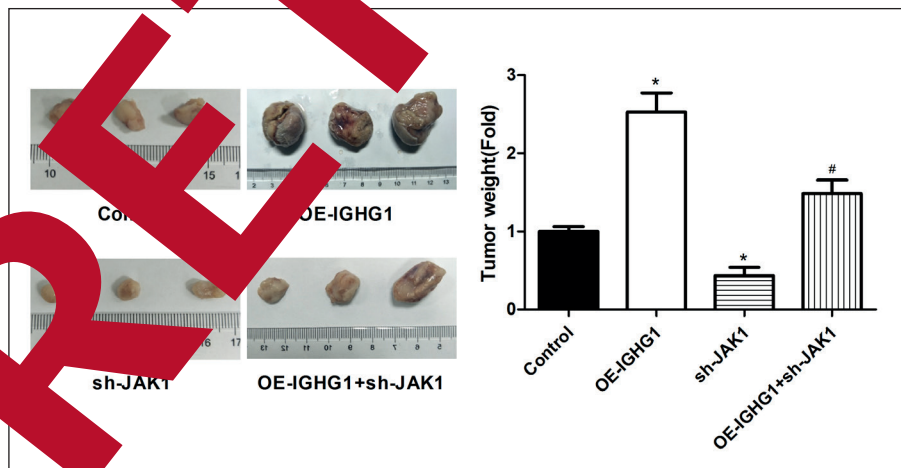 RET
10
15
1
2 3 4 5 6 7 8 9 10 11 12 13
OE-IGHG1
16 17
13 12 11 10 9 8 7 6 5
sh-JAK1
OE-IGHG1+sh-JAK1
Tumor weight(Fold)
3
2
1
0
*
*
#
Control
OE-IGHG1
sh-JAK1
OE-IGHG1+sh-JAK1